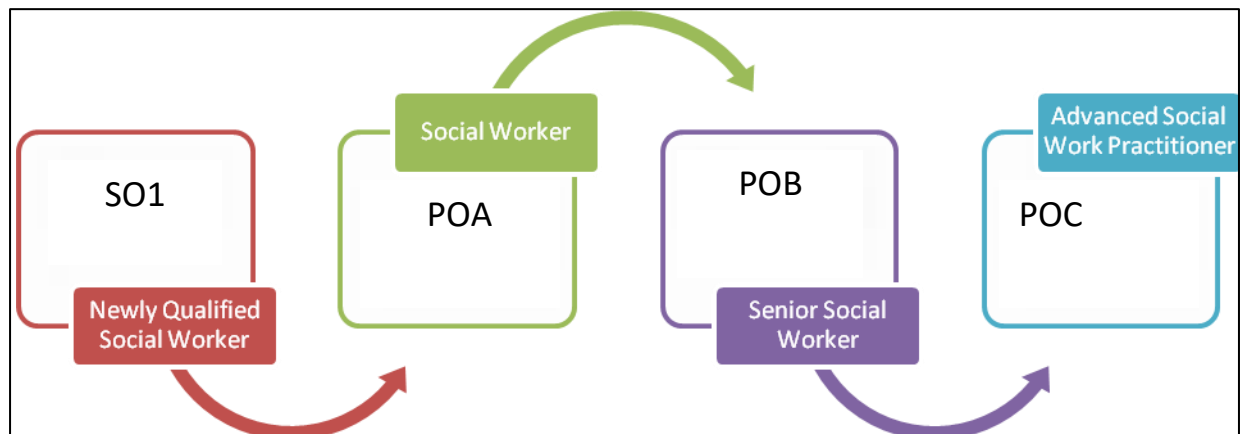 SO1
Newly Qualified
Social Worker
Social Worker
POA
POB
Senior Social
Worker
Advanced Social
Work Practitioner
POC